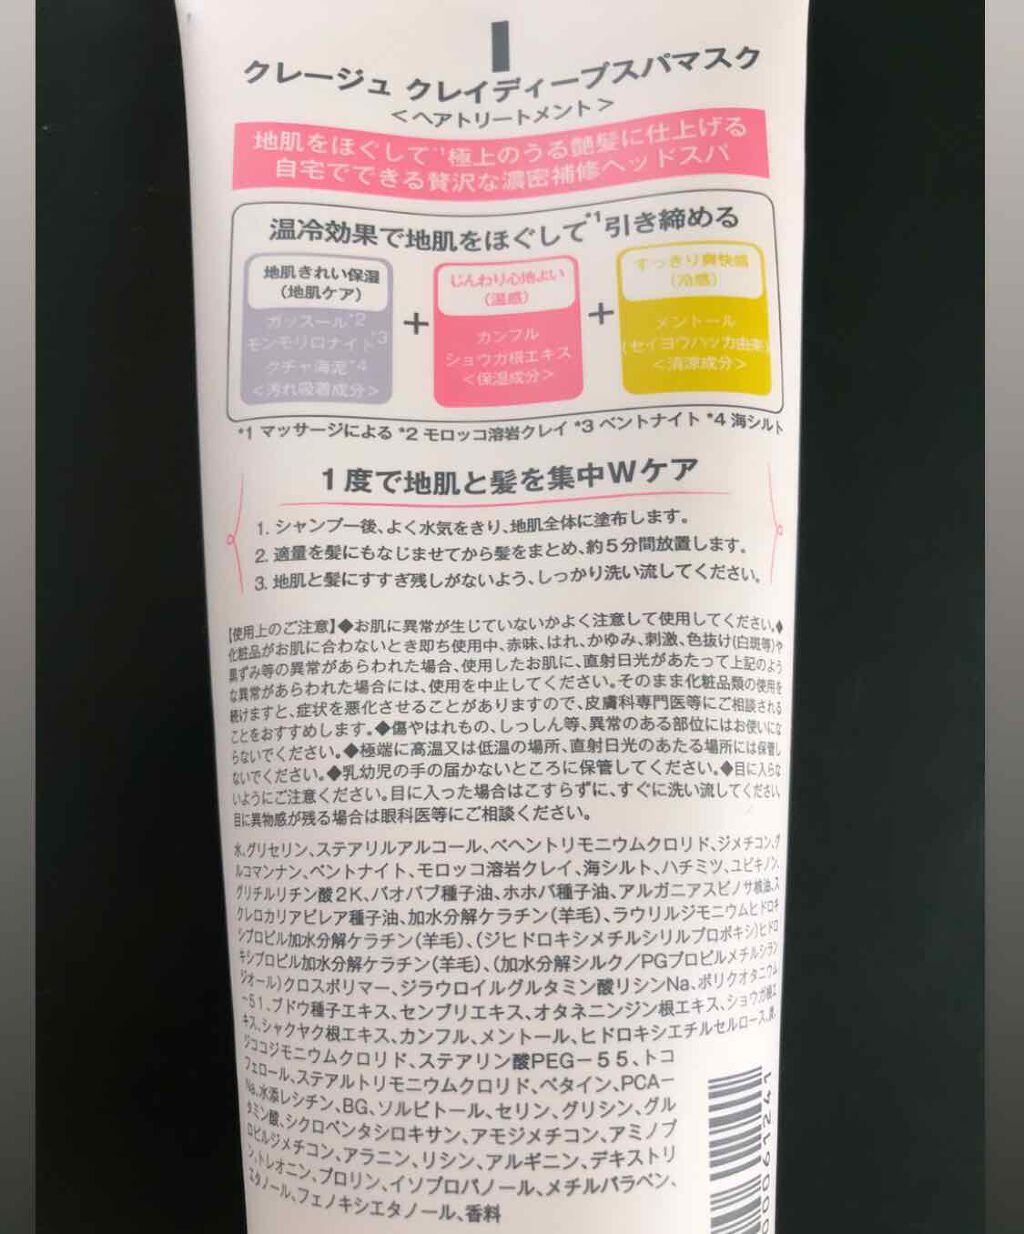 クレージュ クレイディープスパマスク
＜ヘアトリートメント＞
地肌をほぐして*1極上のうる艶髪に仕上げる
自宅でできる贅沢な濃密補修ヘッドスパ
温冷効果で地肌をほぐして*1引き締める
地肌きれい保湿
(地肌ケア)
ガッスール*2
モンモリロナイト*3
クチャ海泥*4
＜汚れ吸着成分＞
+
じんわり心地よい
(温感)
カンフル
ショウガ根エキス
＜保湿成分＞
+
すっきり爽快感
(冷感)
メントール
(セイヨウハッカ由来)
＜清涼成分＞
*1 マッサージによる *2 モロッコ溶岩クレイ *3 ベントナイト *4 海シルト
1度で地肌と髪を集中Wケア
1. シャンプー後、よく水気をきり、地肌全体に塗布します。
2. 適量を髪にもなじませてから髪をまとめ、約5分間放置します。
3. 地肌と髪にすすぎ残しがないよう、しっかり洗い流してください。
【使用上のご注意】◆お肌に異常が生じていないかよく注意して使用してください。◆
化粧品がお肌に合わないとき即ち使用中、赤味、はれ、かゆみ、刺激、色抜け(白斑等)や
黒ずみ等の異常があらわれた場合、使用したお肌に、直射日光があたって上記のよう
な異常があらわれた場合には、使用を中止してください。そのまま化粧品類の使用を
続けますと、症状を悪化させることがありますので、皮膚科専門医等にご相談される
ことをおすすめします。◆傷やはれもの、しっしん等、異常のある部位にはお使いにな
らないでください。◆極端に高温又は低温の場所、直射日光のあたる場所には保管し
ないでください。◆乳幼児の手の届かないところに保管してください。◆目に入らな
いようにご注意ください。目に入った場合はこすらずに、すぐに洗い流してください。
目に異物感が残る場合は眼科医等にご相談ください。
水、グリセリン、ステアリルアルコール、ベヘントリモニウムクロリド、ジメチコン、グ
ルコマンナン、ベントナイト、モロッコ溶岩クレイ、海シルト、ハチミツ、ユビキノン、
グリチルリチン酸2K、バオバブ種子油、ホホバ種子油、アルガニアスピノサ核油、ス
クレロカリアビレア種子油、加水分解ケラチン(羊毛)、ラウリルジモニウムヒドロキ
シプロピル加水分解ケラチン(羊毛)、(ジヒドロキシメチルシリルプロポキシ)ヒドロ
キシプロピル加水分解ケラチン(羊毛)、(加水分解シルク／PGプロピルメチルシラン
ジオール)クロスポリマー、ジラウロイルグルタミン酸リシンNa、ポリクオタニウム
－51、ブドウ種子エキス、センブリエキス、オタネニンジン根エキス、ショウガ根エ
キス、シャクヤク根エキス、カンフル、メントール、ヒドロキシエチルセルロース、
ジココジモニウムクロリド、ステアリン酸PEG－55、トコ
フェロール、ステアルトリモニウムクロリド、ベタイン、PCA－
Na、水添レシチン、BG、ソルビトール、セリン、グリシン、グル
タミン酸、シクロペンタシロキサン、アモジメチコン、アミノプ
ロピルジメチコン、アラニン、リシン、アルギニン、デキストリ
ン、トレオニン、プロリン、イソプロパノール、メチルパラベン、
エタノール、フェノキシエタノール、香料
00061241